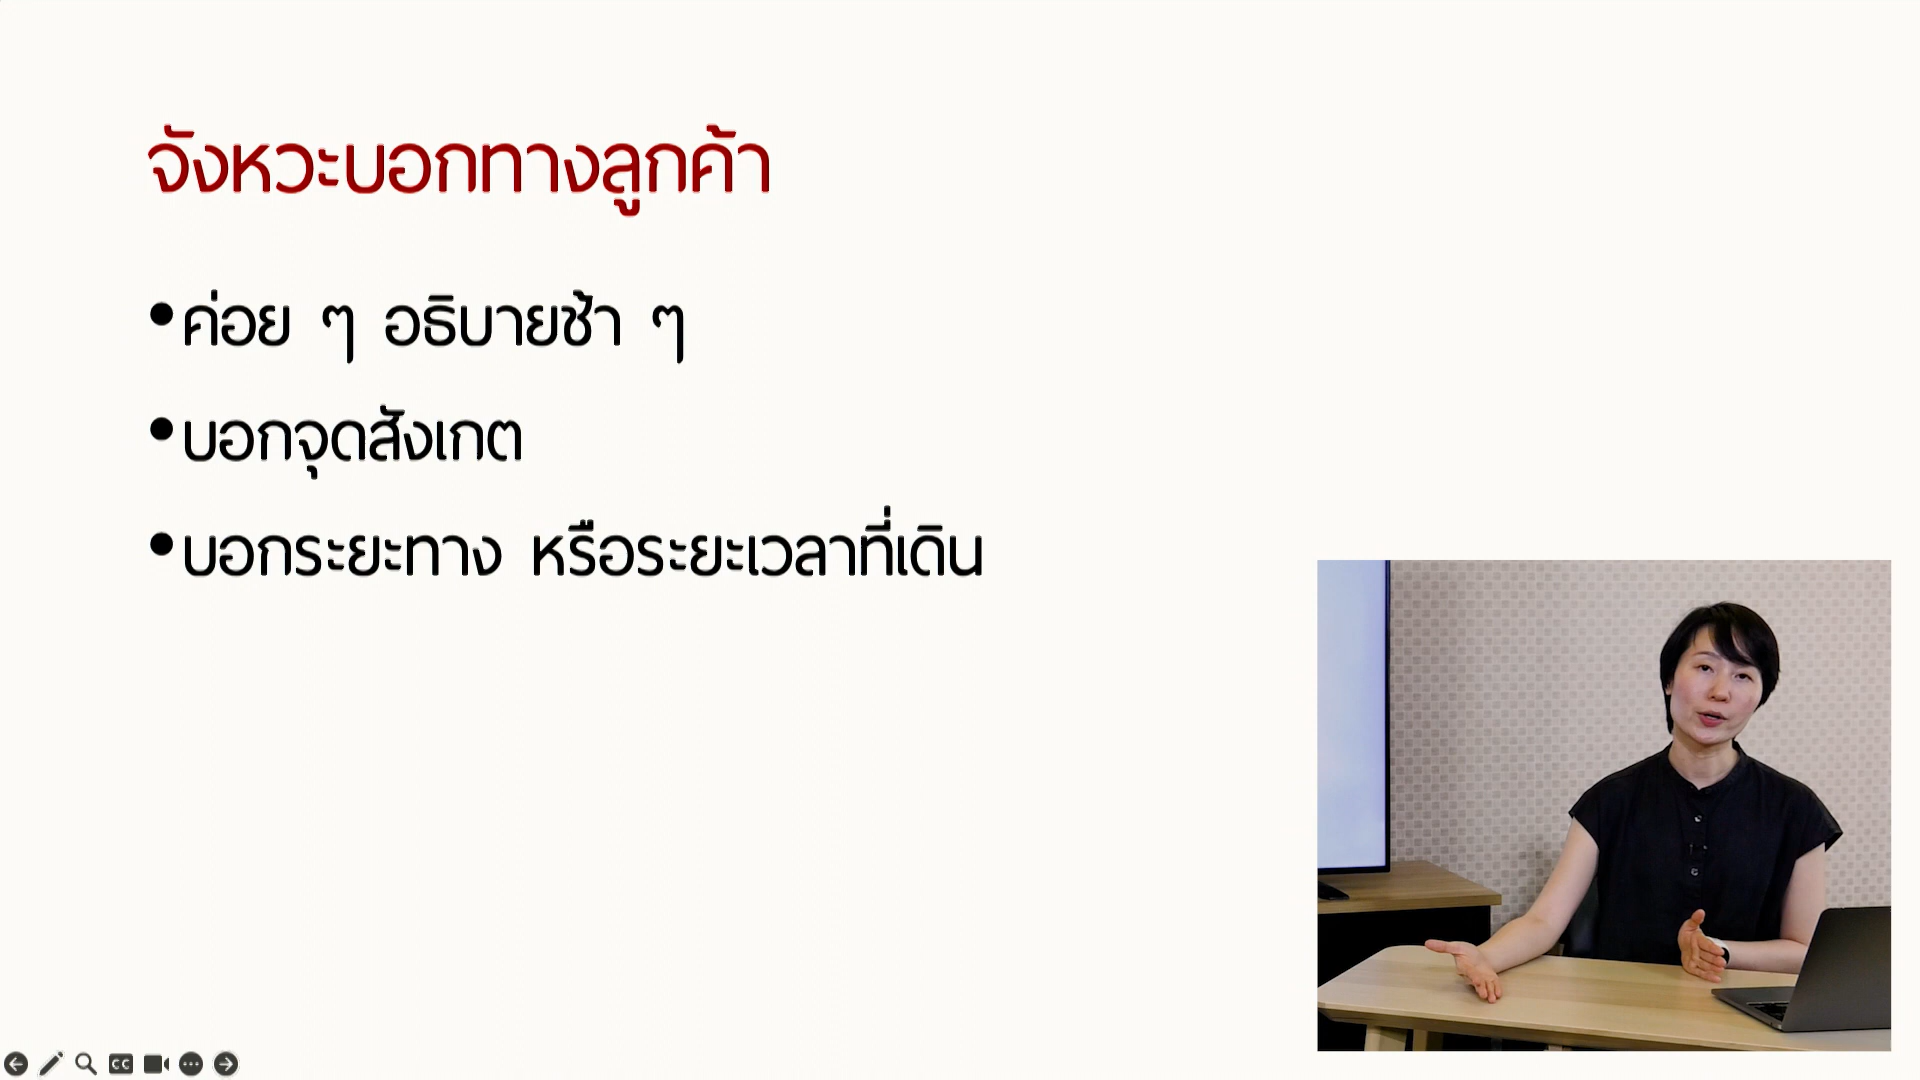 จังหวะบอกทางลูกค้า
•ค่อย ๆ อธิบายช้า ๆ
•บอกจุดสังเกต
•บอกระยะทาง หรือระยะเวลาที่เดิน
CC